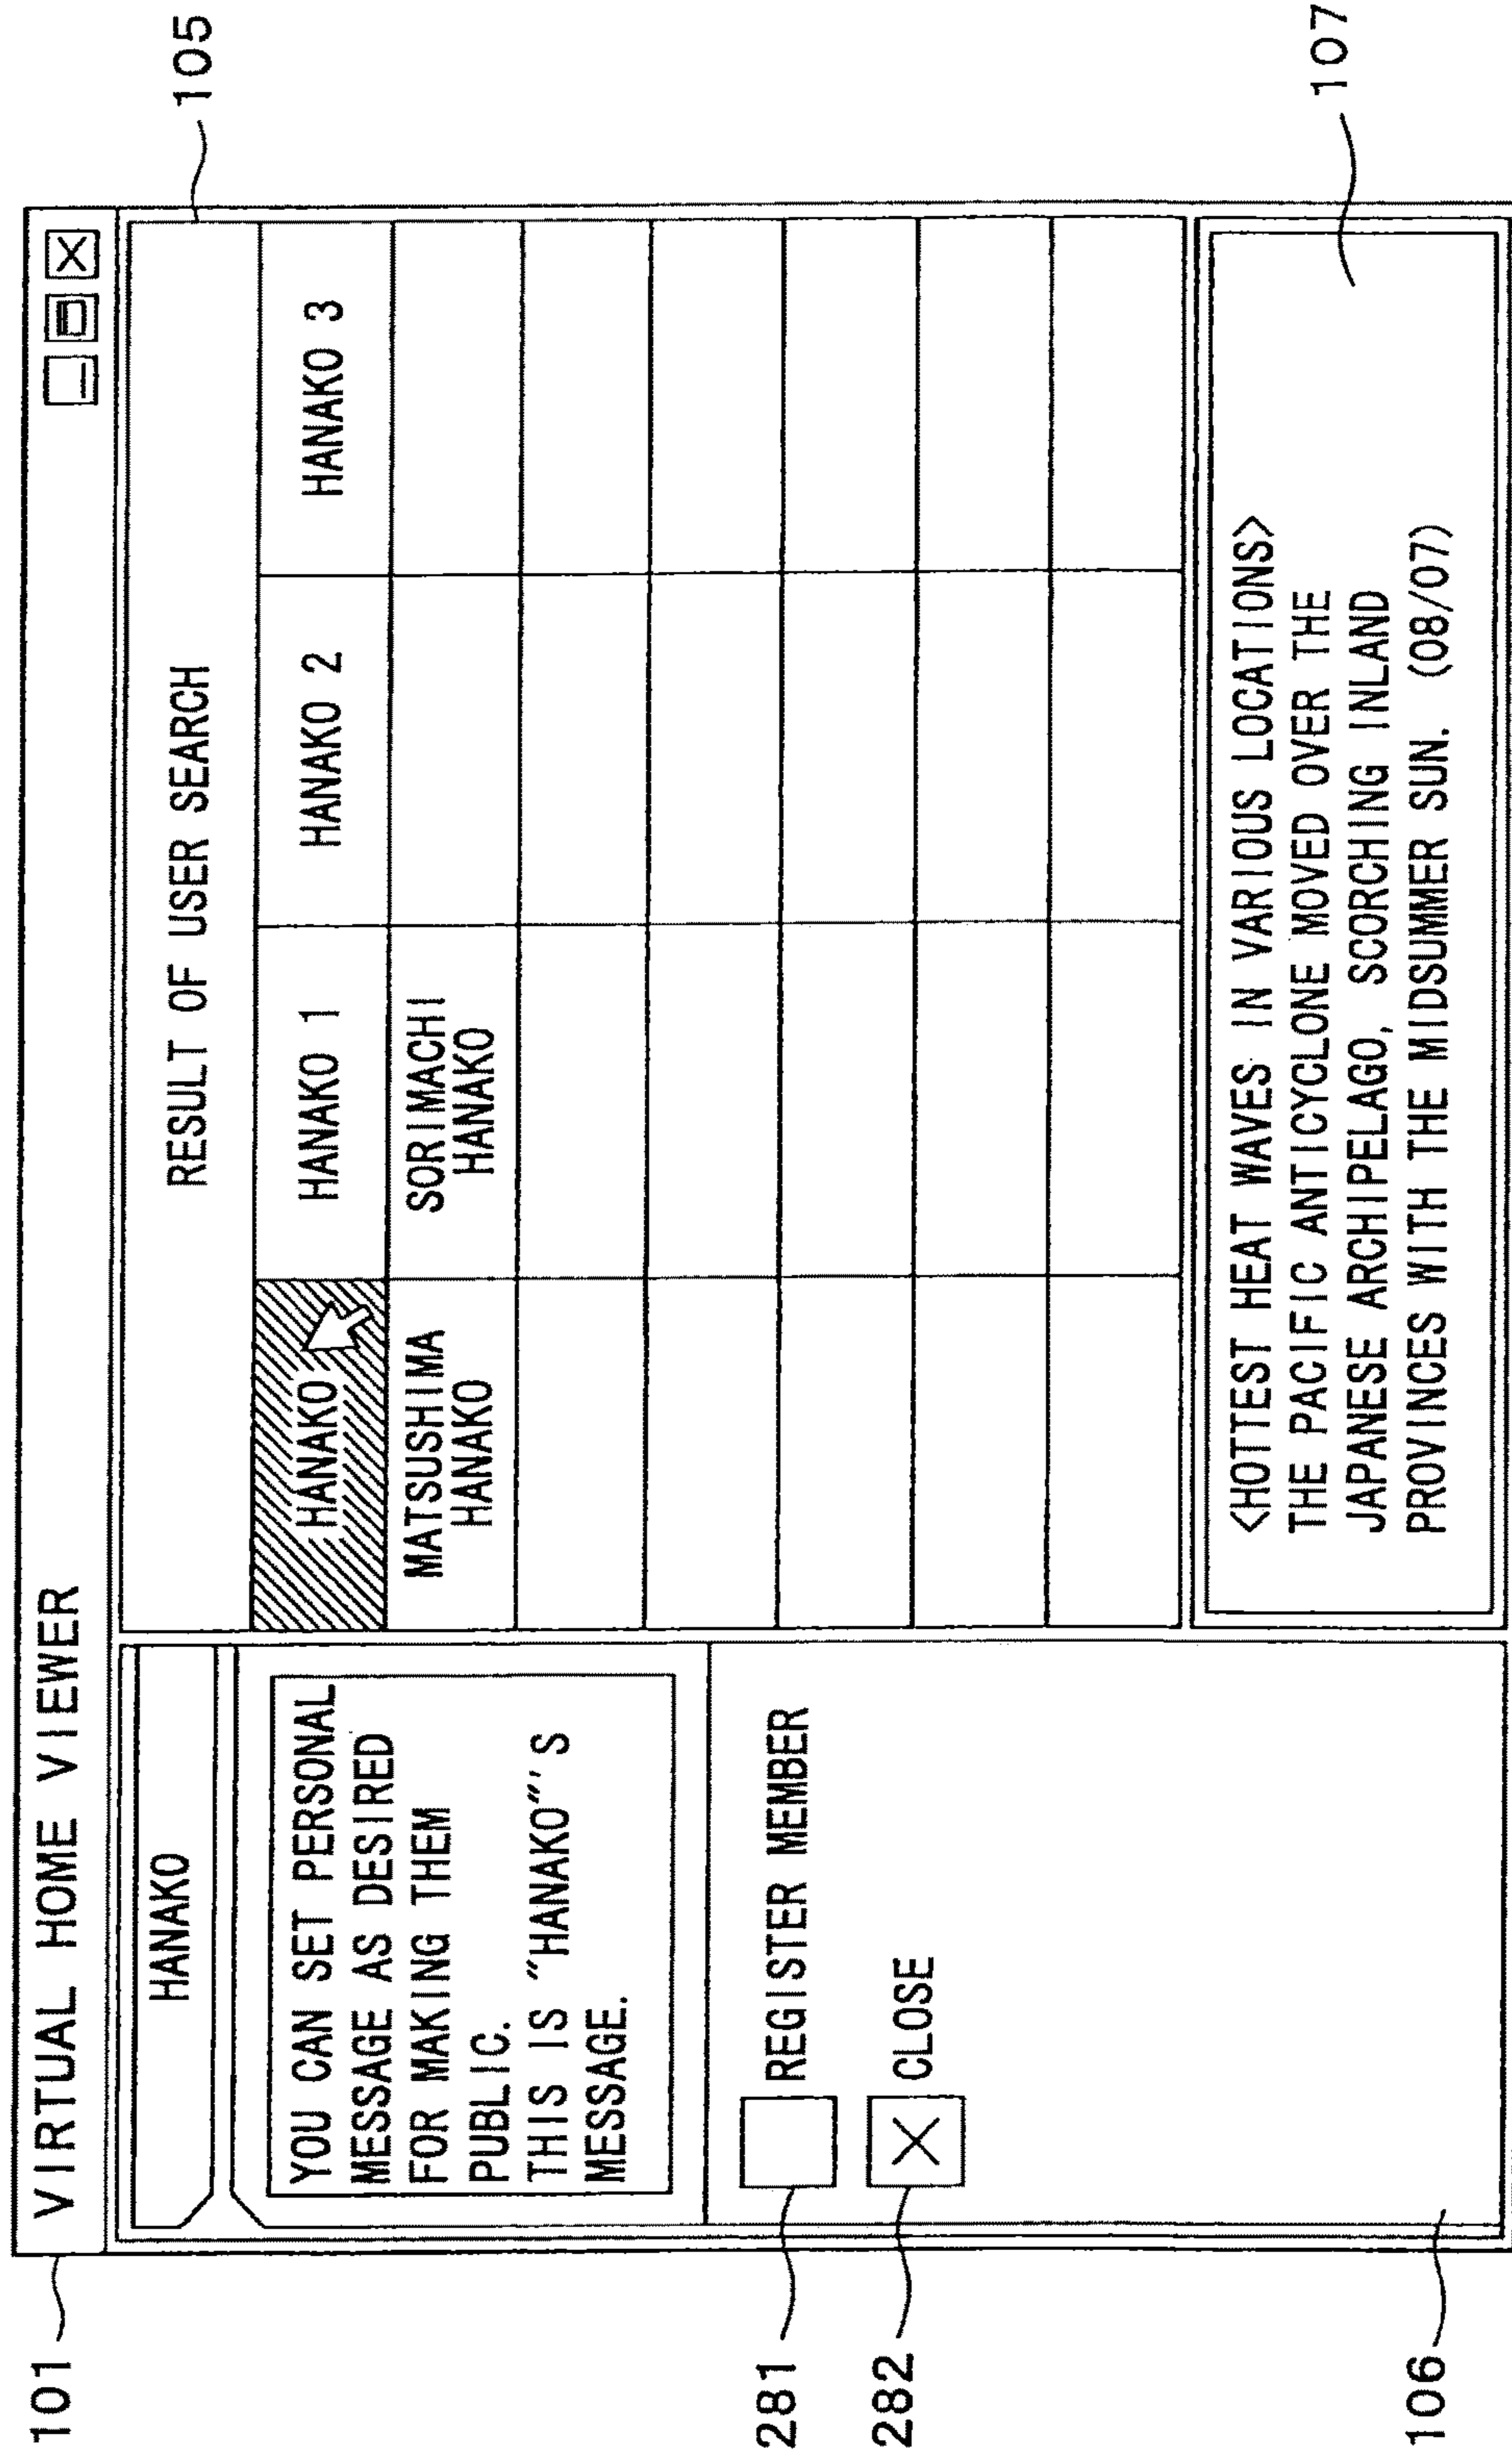 101
VIRTUAL HOME VIEWER
105
HANAKO
YOU CAN SET PERSONAL
MESSAGE AS DESIRED
FOR MAKING THEM
PUBLIC.
THIS IS "HANAKO"'S
MESSAGE.
281
REGISTER MEMBER
282
CLOSE
106
RESULT OF USER SEARCH
HANAKO
HANAKO 1
HANAKO 2
HANAKO 3
MATSUSHIMA
HANAKO
SORIMACHI
HANAKO
<HOTTEST HEAT WAVES IN VARIOUS LOCATIONS>
THE PACIFIC ANTICYCLONE MOVED OVER THE
JAPANESE ARCHIPELAGO, SCORCHING INLAND
PROVINCES WITH THE MIDSUMMER SUN. (08/07)
107